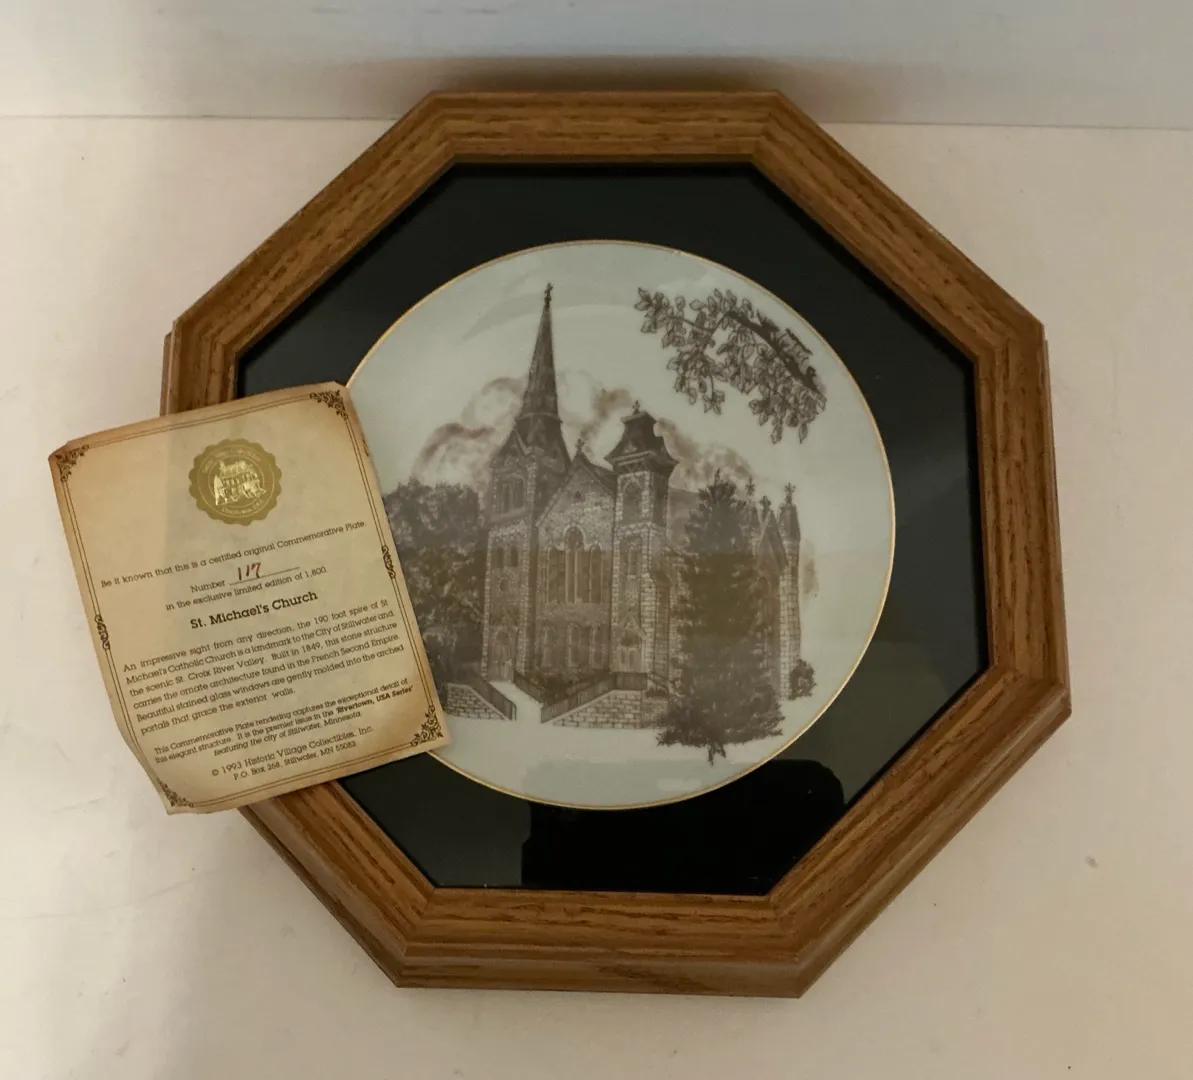 Be it known that this is a certified original Commemorative Plate.
Number 117
in the exclusive limited edition of 1,800.
St. Michael's Church
An impressive sight from any direction, the 190 foot spire of St
Michael's Catholic Church is a landmark to the City of Stillwater and
the scenic St. Croix River Valley. Built in 1849, this stone structure
carries the ornate architecture found in the French Second Empire.
Beautiful stained glass windows are gently molded into the arched
portals that grace the exterior walls.
This Commemorative Plate rendering captures the exceptional detail of
this elegant structure. It is the premier issue in the 'Rivertown, USA Series'
featuring the city of Stillwater, Minnesota.
© 1993 Historic Village Collectibles, Inc.
P.O. Box 268, Stillwater, MN 55082